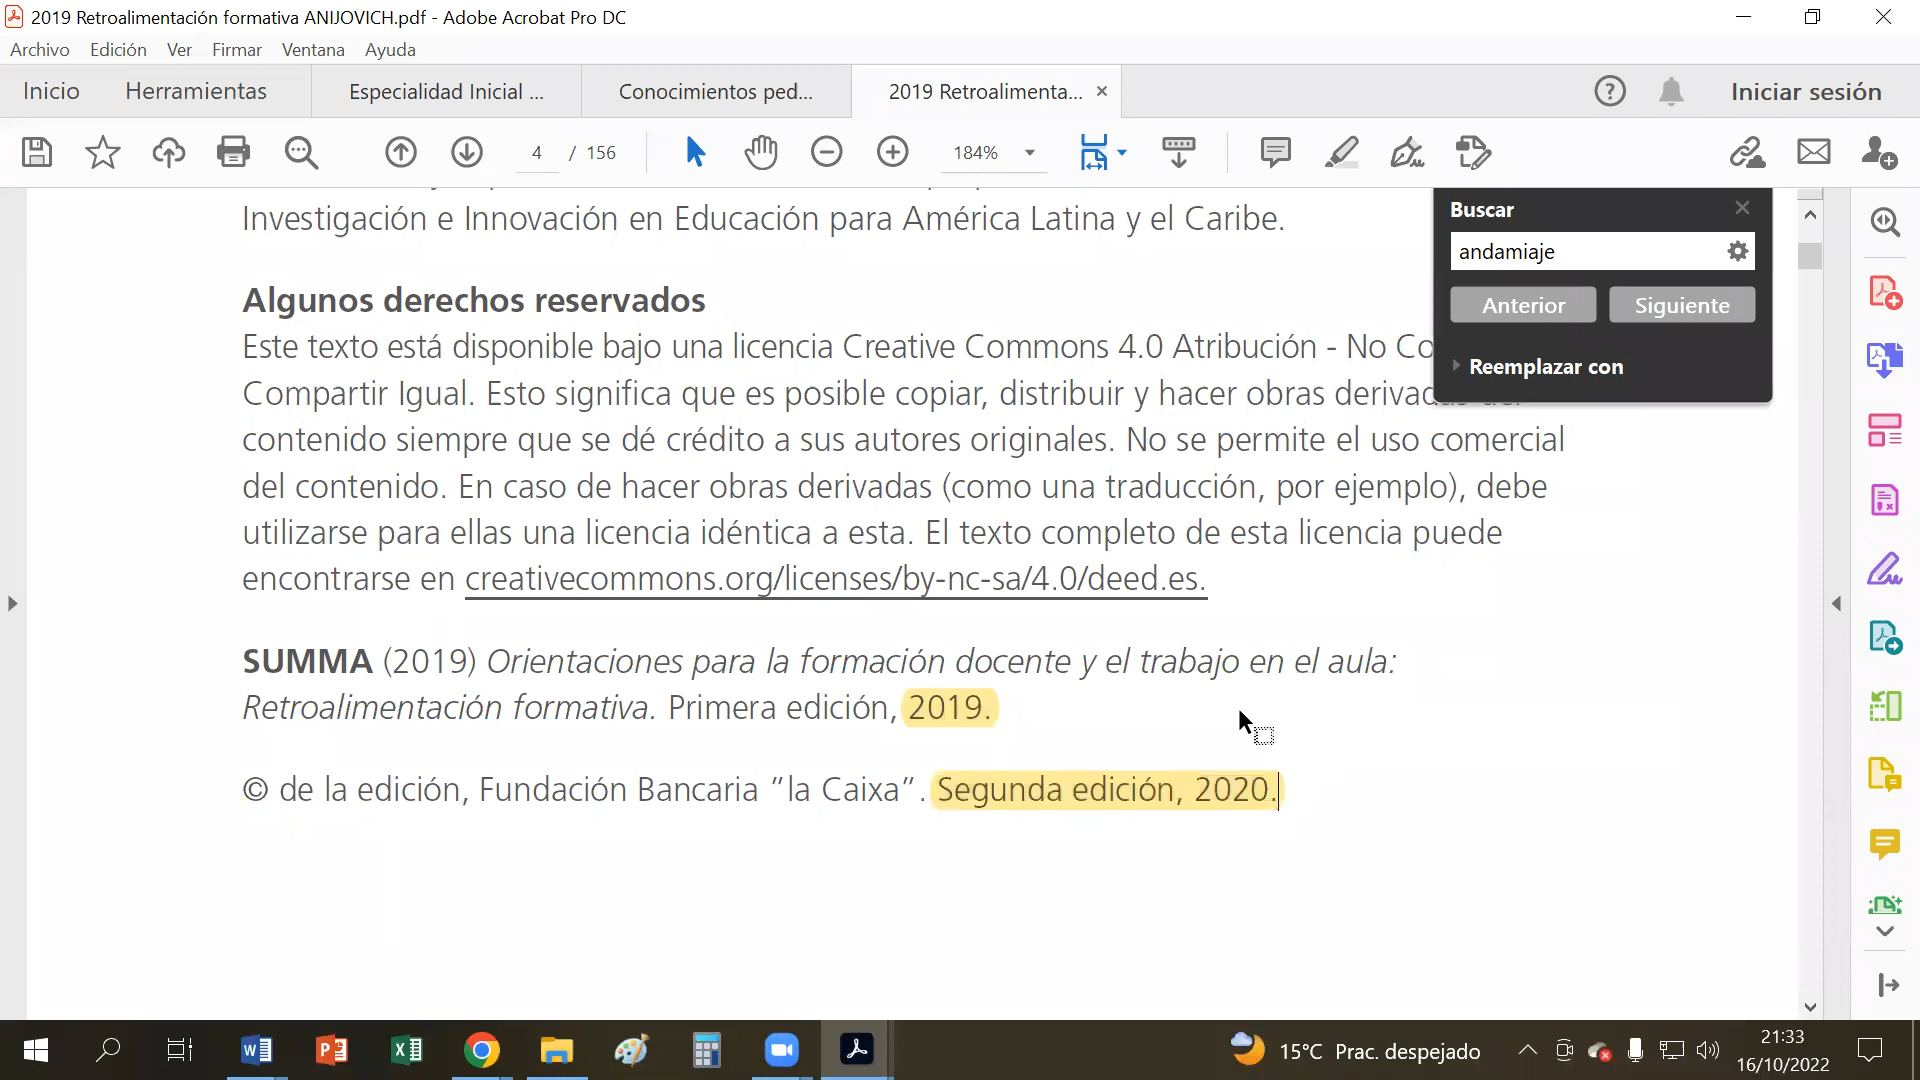 2019 Retroalimentación formativa ANIJOVICH.pdf - Adobe Acrobat Pro DC
Archivo Edición Ver Firmar Ventana Ayuda
Inicio Herramientas Especialidad Inicial ... Conocimientos ped... 2019 Retroalimenta... Iniciar sesión
4 / 156 184%
Investigación e Innovación en Educación para América Latina y el Caribe.
Buscar
andamiaje
Anterior Siguiente
Reemplazar con
Algunos derechos reservados
Este texto está disponible bajo una licencia Creative Commons 4.0 Atribución - No Co
Compartir Igual. Esto significa que es posible copiar, distribuir y hacer obras derivadas del
contenido siempre que se dé crédito a sus autores originales. No se permite el uso comercial
del contenido. En caso de hacer obras derivadas (como una traducción, por ejemplo), debe
utilizarse para ellas una licencia idéntica a esta. El texto completo de esta licencia puede
encontrarse en creativecommons.org/licenses/by-nc-sa/4.0/deed.es.
SUMMA (2019) Orientaciones para la formación docente y el trabajo en el aula:
Retroalimentación formativa. Primera edición, 2019.
© de la edición, Fundación Bancaria ”la Caixa”. Segunda edición, 2020.
15°C Prac. despejado
21:33
16/10/2022